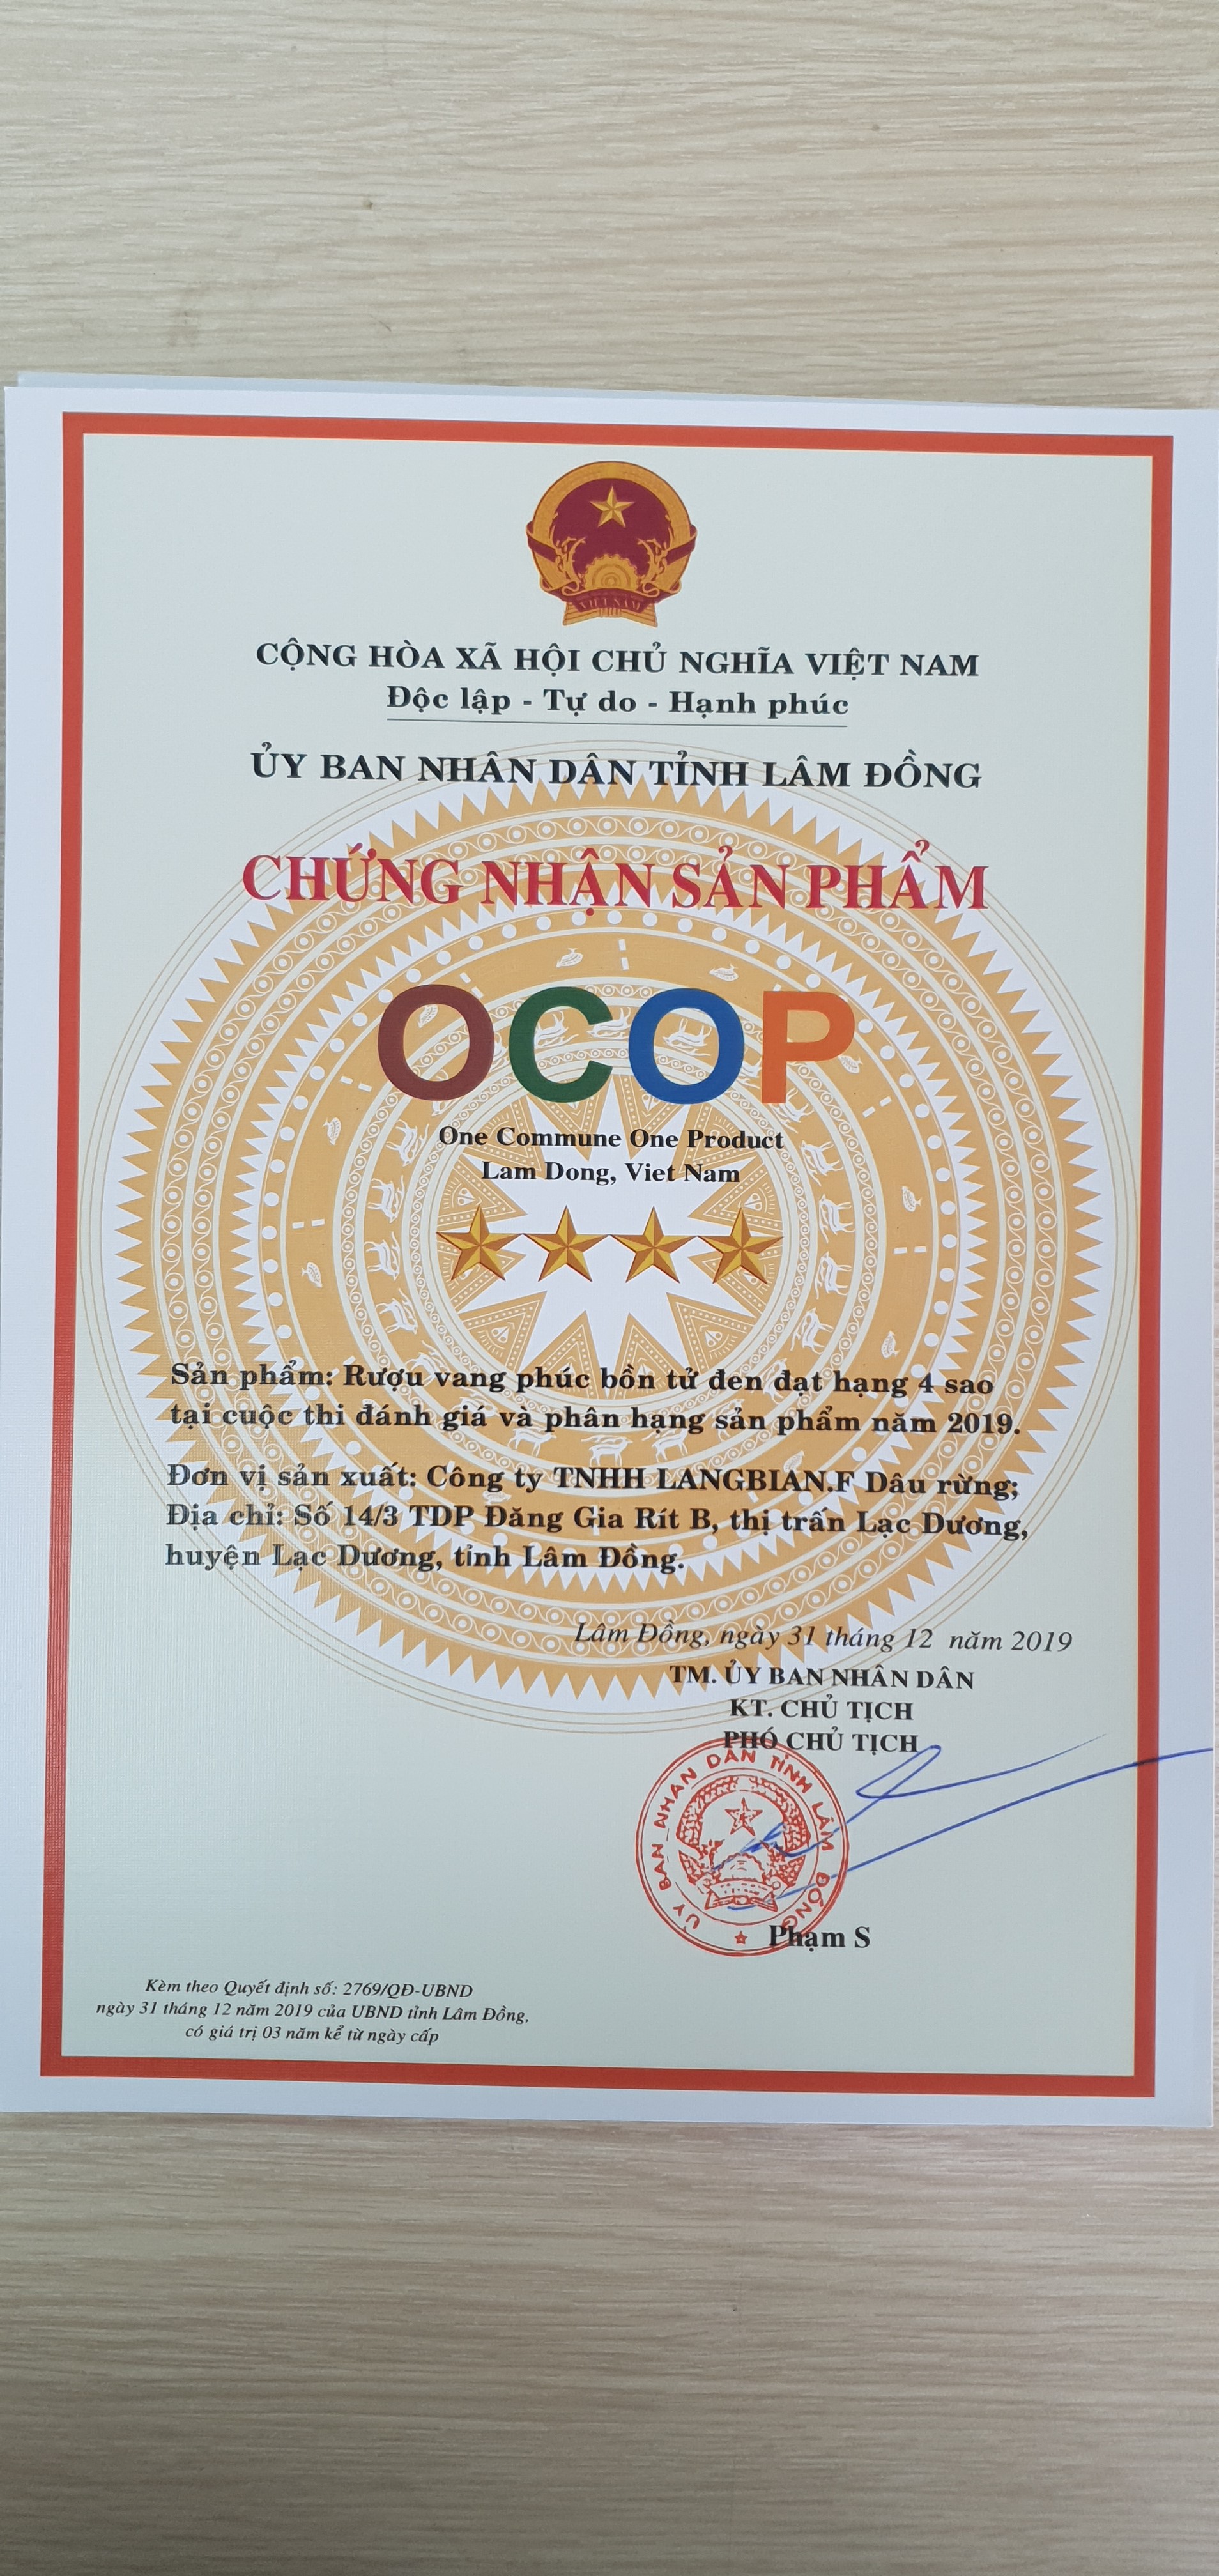 VIỆT NAM
CỘNG HÒA XÃ HỘI CHỦ NGHĨA VIỆT NAM
Độc lập - Tự do - Hạnh phúc
ỦY BAN NHÂN DÂN TỈNH LÂM ĐỒNG
CHỨNG NHẬN SẢN PHẨM
OCOP
One Commune One Product
Lam Dong, Viet Nam
Sản phẩm: Rượu vang phúc bồn tử đen đạt hạng 4 sao
tại cuộc thi đánh giá và phân hạng sản phẩm năm 2019.
Đơn vị sản xuất: Công ty TNHH LANGBIAN.F Dâu rừng;
Địa chỉ: Số 14/3 TDP Đăng Gia Rít B, thị trấn Lạc Dương,
huyện Lạc Dương, tỉnh Lâm Đồng.
Lâm Đồng, ngày 31 tháng 12 năm 2019
TM. ỦY BAN NHÂN DÂN
KT. CHỦ TỊCH
PHÓ CHỦ TỊCH
ỦY BAN NHÂN DÂN TỈNH LÂM ĐỒNG
Phạm S
Kèm theo Quyết định số: 2769/QĐ-UBND
ngày 31 tháng 12 năm 2019 của UBND tỉnh Lâm Đồng,
có giá trị 03 năm kể từ ngày cấp